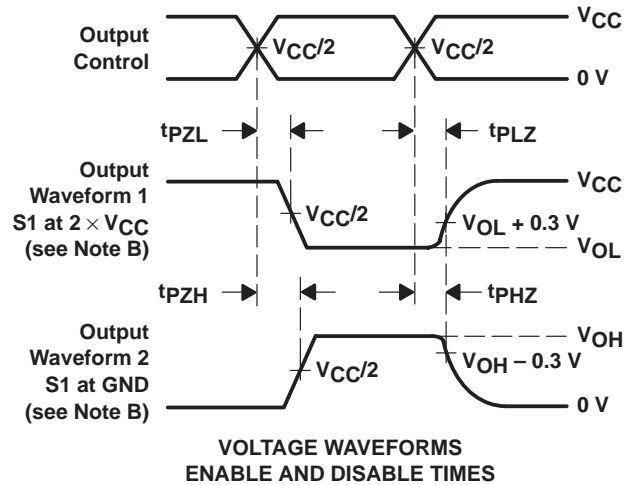 Output
Control
VCC/2
VCC/2
VCC
0 V
tPZL
tPLZ
Output
Waveform 1
S1 at 2 × VCC
(see Note B)
VCC/2
VCC
VOL + 0.3 V
VOL
tPZH
tPHZ
Output
Waveform 2
S1 at GND
(see Note B)
VCC/2
VOH
VOH – 0.3 V
0 V
VOLTAGE WAVEFORMS
ENABLE AND DISABLE TIMES